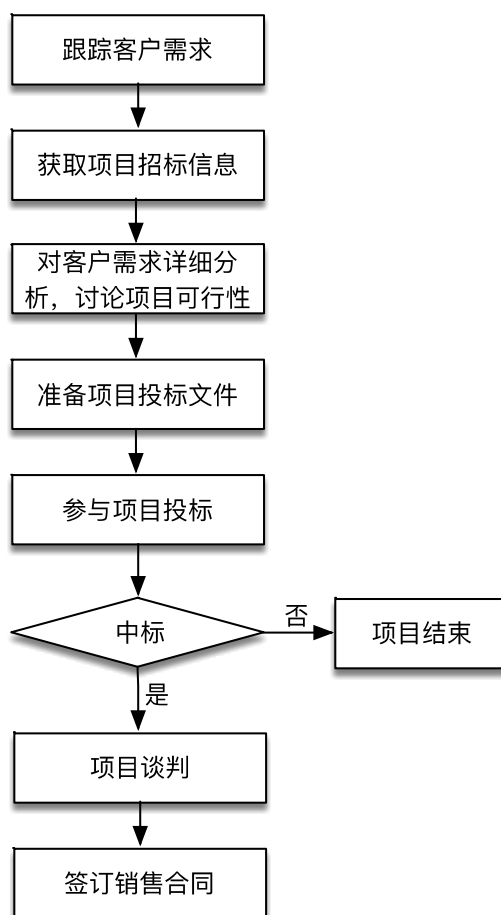 跟踪客户需求
获取项目招标信息
对客户需求详细分
析，讨论项目可行性
准备项目投标文件
参与项目投标
中标
否
项目结束
是
项目谈判
签订销售合同